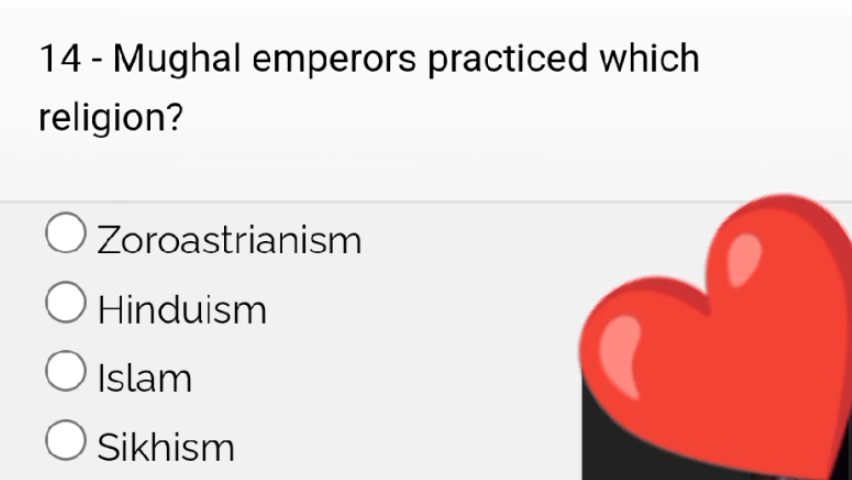 14 - Mughal emperors practiced which
religion?
Zoroastrianism
Hinduism
Islam
Sikhism